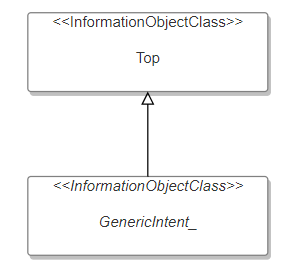 <<InformationObjectClass>>
Top
<<InformationObjectClass>>
GenericIntent_